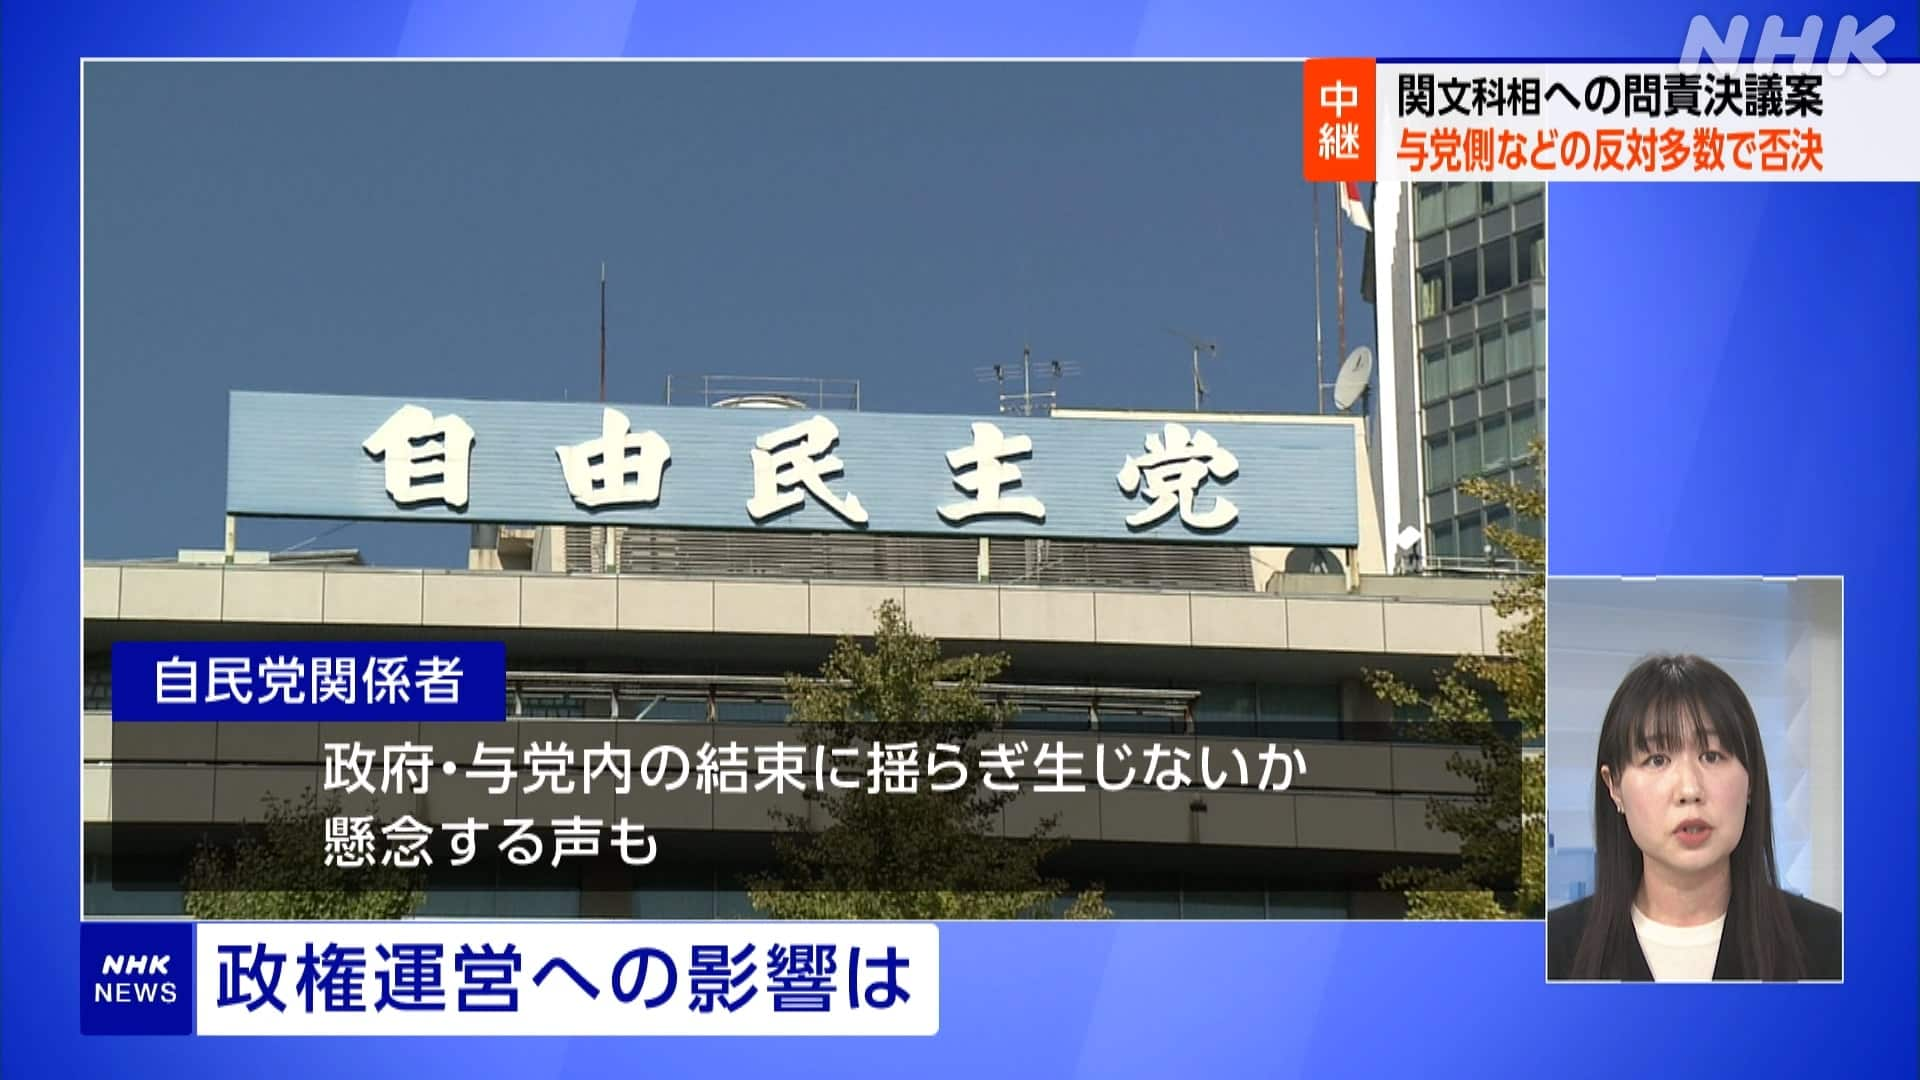 NHK
中継
関文科相への問責決議案
与党側などの反対多数で否決
自由民主党
自民党関係者
政府・与党内の結束に揺らぎ生じないか
懸念する声も
NHK
NEWS
政権運営への影響は